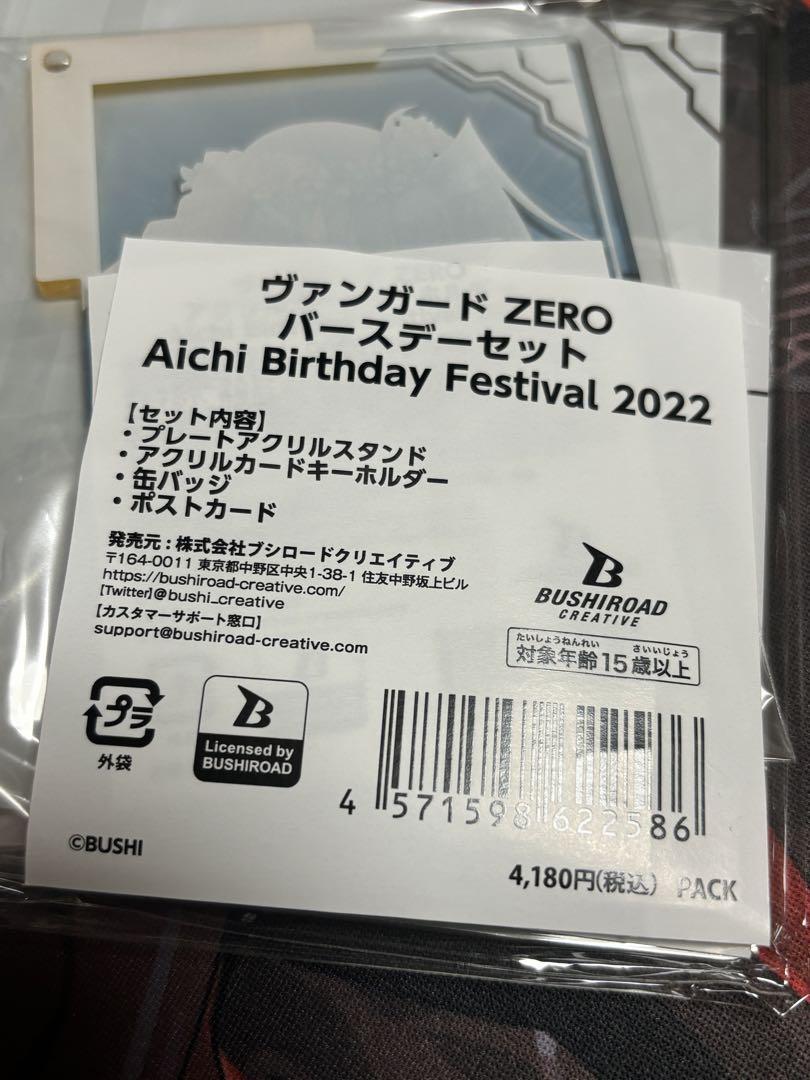 ヴァンガード ZERO
バースデーセット
Aichi Birthday Festival 2022
【セット内容】
・プレートアクリルスタンド
・アクリルカードキーホルダー
・缶バッジ
・ポストカード
発売元：株式会社ブシロードクリエイティブ
〒164-0011 東京都中野区中央1-38-1 住友中野坂上ビル
https://bushiroad-creative.com/
【Twitter】@bushi_creative
【カスタマーサポート窓口】
support@bushiroad-creative.com
BUSHIROAD
CREATIVE
たいしょうねんれい さいいじょう
対象年齢15歳以上
プラ
外袋
B
Licensed by
BUSHIROAD
4 571598 622586
©BUSHI
4,180円(税込) PACK